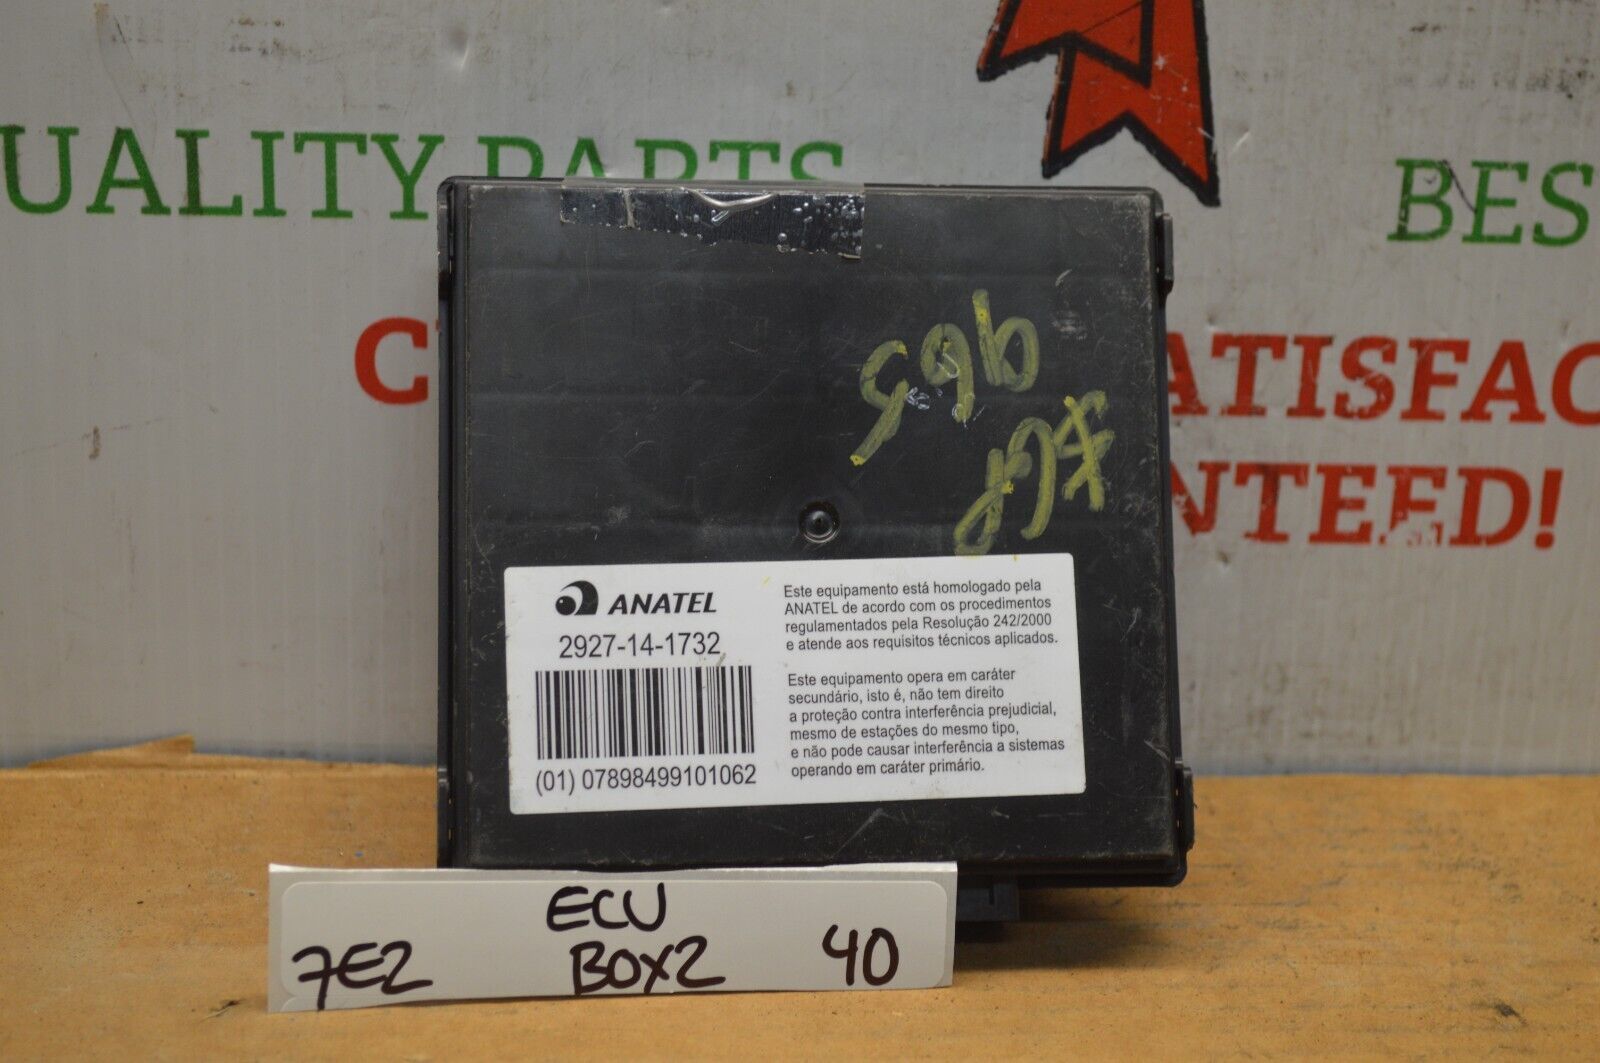 UALITY PARTS
BES
C
ATISFAC
NTEED!
ANATEL
2927-14-1732
(01) 07898499101062
Este equipamento está homologado pela
ANATEL de acordo com os procedimentos
regulamentados pela Resolução 242/2000
e atende aos requisitos técnicos aplicados.
Este equipamento opera em caráter
secundário, isto é, não tem direito
a proteção contra interferência prejudicial,
mesmo de estações do mesmo tipo,
e não pode causar interferência a sistemas
operando em caráter primário.
ECU
7E2 BOX2 40